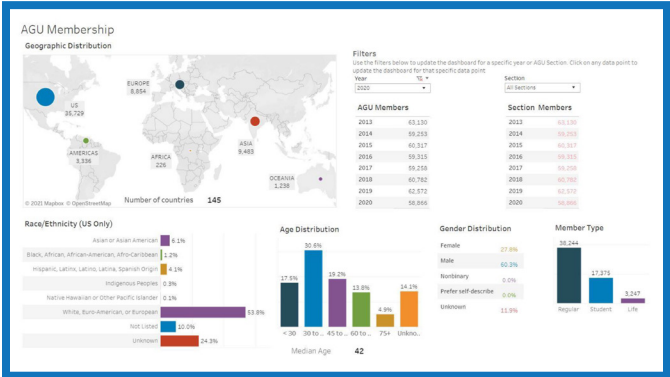 AGU Membership
Geographic Distribution
EUROPE
8,854
US
35,729
ASIA
9,483
AMERICAS
3,336
AFRICA
226
OCEANIA
1,238
Number of countries 145
© 2021 Mapbox © OpenStreetMap
Filters
Use the filters below to update the dashboard for a specific year or AGU Section. Click on any data point to
update the dashboard for that specific data point
Year
2020
Section
All Sections
AGU Members
2013 63,130
2014 59,253
2015 60,317
2016 59,315
2017 59,258
2018 60,782
2019 62,572
2020 58,866
Section Members
2013 63,130
2014 59,253
2015 60,317
2016 59,315
2017 59,258
2018 60,782
2019 62,572
2020 58,866
Race/Ethnicity (US Only)
Asian or Asian American 6.1%
Black, African, African-American, Afro-Caribbean 1.2%
Hispanic, Latinx, Latino, Latina, Spanish Origin 4.1%
Indigenous Peoples 0.3%
Native Hawaiian or Other Pacific Islander 0.1%
White, Euro-American, or European 53.8%
Not Listed 10.0%
Unknown 24.3%
Age Distribution
17.5% 30.6% 19.2% 13.8% 4.8% 14.1%
< 30 30 to .. 45 to .. 60 to .. 75+ Unkno..
Median Age 42
Gender Distribution
Female 27.8%
Male 60.3%
Nonbinary 0.0%
Prefer self-describe 0.0%
Unknown 11.9%
Member Type
38,244
17,375
3,247
Regular Student Life